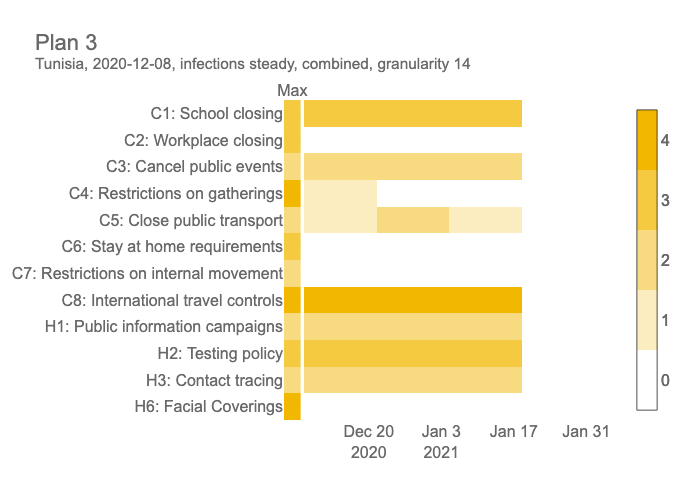 Plan 3
Tunisia, 2020-12-08, infections steady, combined, granularity 14
Max
C1: School closing
C2: Workplace closing
C3: Cancel public events
C4: Restrictions on gatherings
C5: Close public transport
C6: Stay at home requirements
C7: Restrictions on internal movement
C8: International travel controls
H1: Public information campaigns
H2: Testing policy
H3: Contact tracing
H6: Facial Coverings
4
3
2
1
0
Dec 20 Jan 3 Jan 17 Jan 31
2020 2021